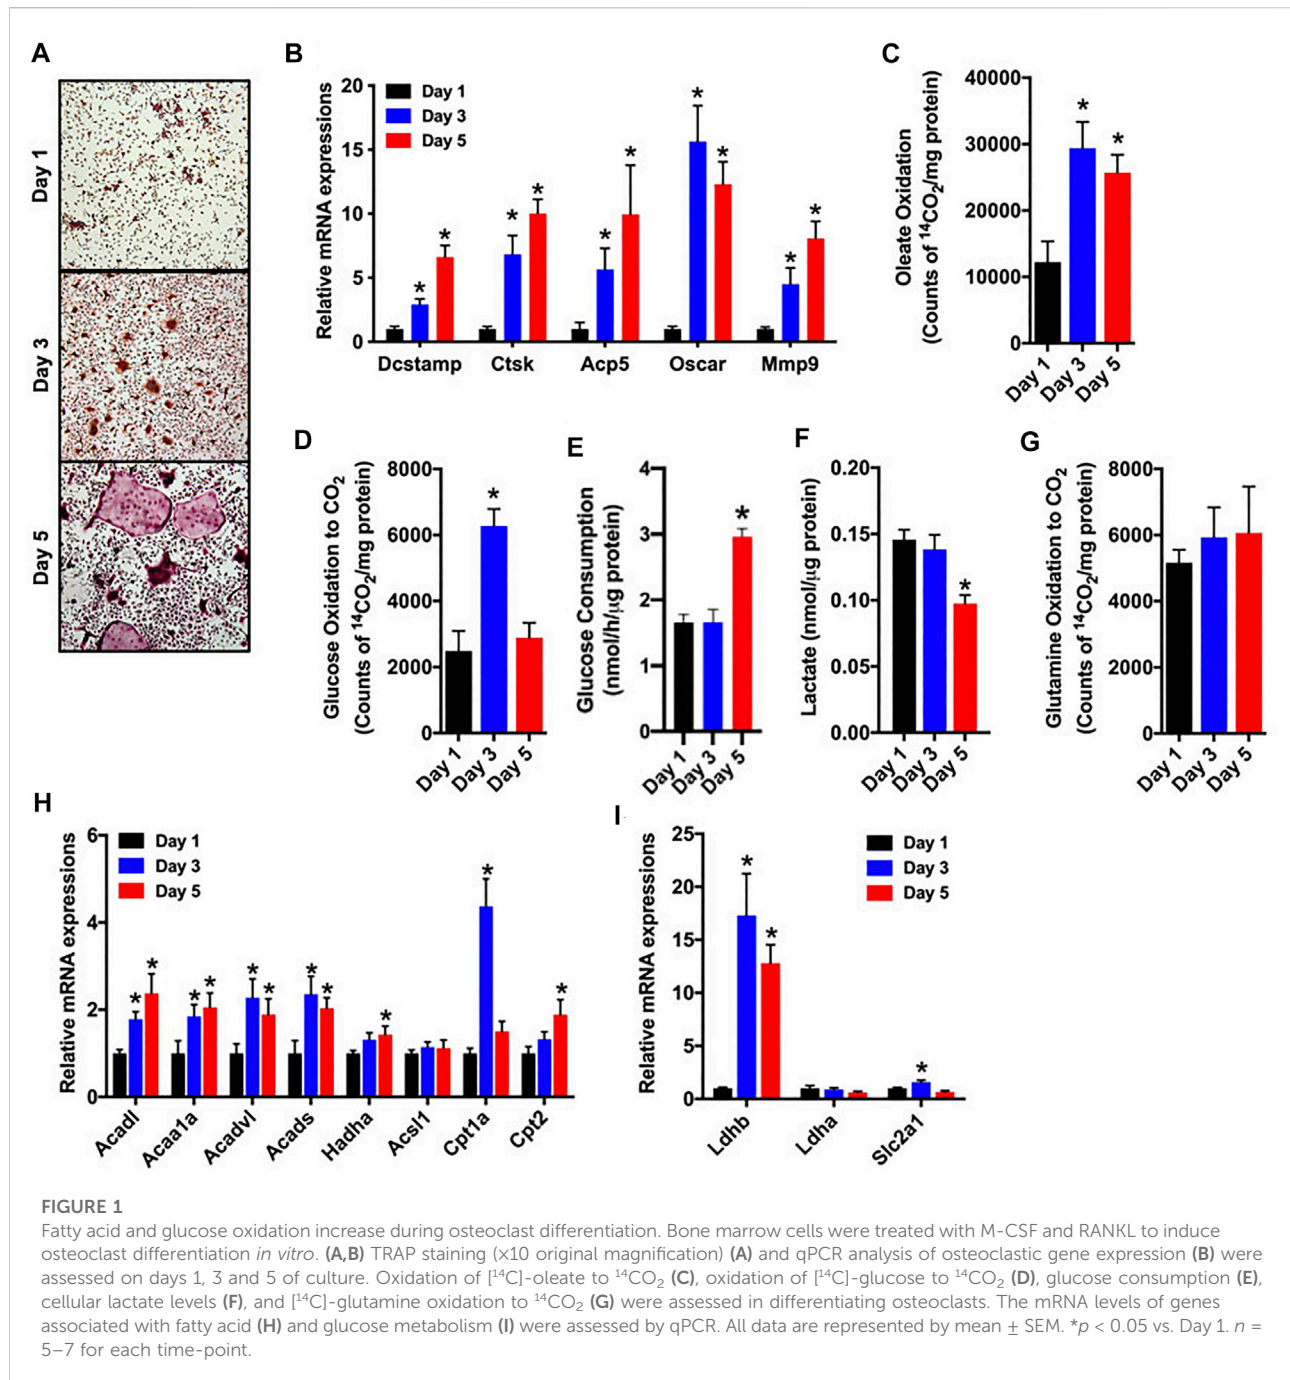 A
Day 1
Day 3
Day 5
B
Relative mRNA expressions
20
15
10
5
0
Day 1
Day 3
Day 5
* * * * * * * * * *
Dcstamp Ctsk Acp5 Oscar Mmp9
C
Oleate Oxidation
(Counts of ¹⁴CO₂/mg protein)
40000
30000
20000
10000
0
* *
Day 1 Day 3 Day 5
D
Glucose Oxidation to CO₂
(Counts of ¹⁴CO₂/mg protein)
8000
6000
4000
2000
0
*
Day 1 Day 3 Day 5
E
Glucose Consumption
(nmol/h/µg protein)
4
3
2
1
0
*
Day 1 Day 3 Day 5
F
Lactate (nmol/µg protein)
0.20
0.15
0.10
0.05
0.00
*
Day 1 Day 3 Day 5
G
Glutamine Oxidation to CO₂
(Counts of ¹⁴CO₂/mg protein)
8000
6000
4000
2000
0
Day 1 Day 3 Day 5
H
Relative mRNA expressions
6
4
2
0
Day 1
Day 3
Day 5
* * * * * * * * * * *
Acadl Acaa1a Acadvl Acads Hadha Acsl1 Cpt1a Cpt2
I
Relative mRNA expressions
25
20
15
10
5
0
Day 1
Day 3
Day 5
* * *
Ldhb Ldha Slc2a1
FIGURE 1
Fatty acid and glucose oxidation increase during osteoclast differentiation. Bone marrow cells were treated with M-CSF and RANKL to induce
osteoclast differentiation in vitro. (A,B) TRAP staining (×10 original magnification) (A) and qPCR analysis of osteoclastic gene expression (B) were
assessed on days 1, 3 and 5 of culture. Oxidation of [¹⁴C]-oleate to ¹⁴CO₂ (C), oxidation of [¹⁴C]-glucose to ¹⁴CO₂ (D), glucose consumption (E),
cellular lactate levels (F), and [¹⁴C]-glutamine oxidation to ¹⁴CO₂ (G) were assessed in differentiating osteoclasts. The mRNA levels of genes
associated with fatty acid (H) and glucose metabolism (I) were assessed by qPCR. All data are represented by mean ± SEM. *p < 0.05 vs. Day 1. n =
5–7 for each time-point.